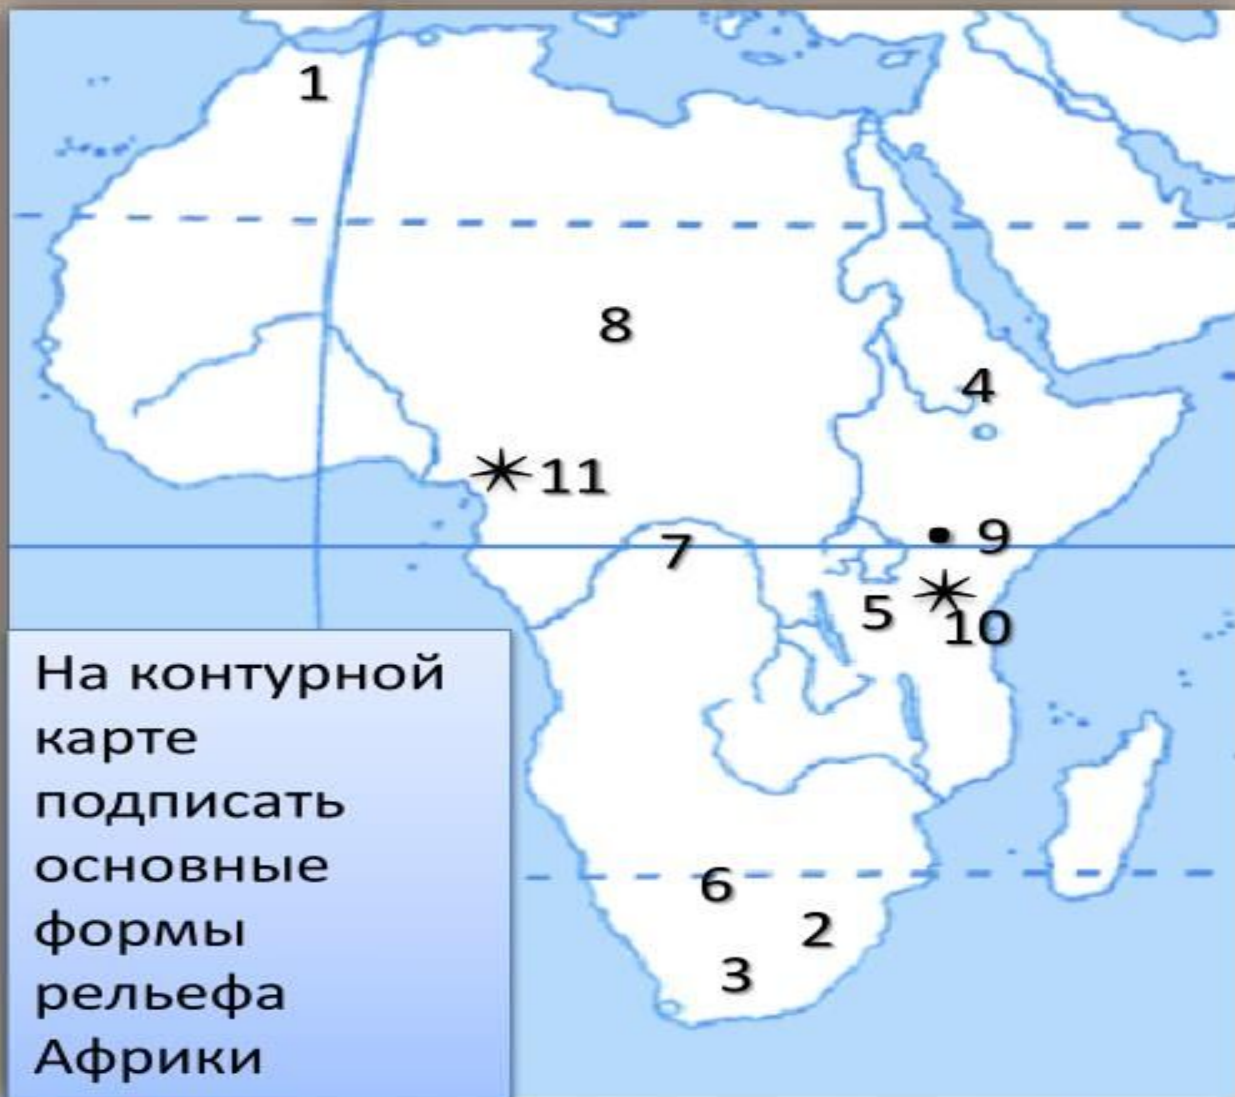 1
8
4
11
9
7
5
10
6
2
3
На контурной
карте
подписать
основные
формы
рельефа
Африки